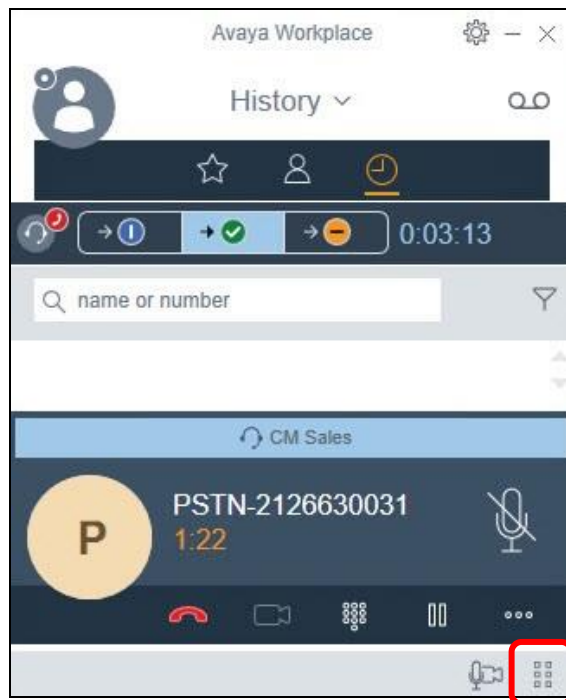 Avaya Workplace
History
0:03:13
name or number
CM Sales
P
PSTN-2126630031
1:22